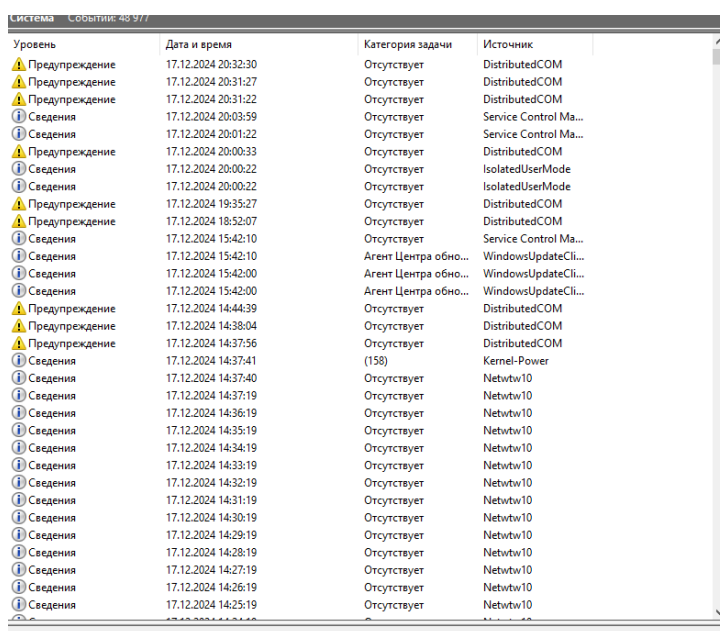 Система Событий: 48 977
Уровень Дата и время Категория задачи Источник
Предупреждение 17.12.2024 20:32:30 Отсутствует DistributedCOM
Предупреждение 17.12.2024 20:31:27 Отсутствует DistributedCOM
Предупреждение 17.12.2024 20:31:22 Отсутствует DistributedCOM
Сведения 17.12.2024 20:03:59 Отсутствует Service Control Ma...
Сведения 17.12.2024 20:01:22 Отсутствует Service Control Ma...
Предупреждение 17.12.2024 20:00:33 Отсутствует DistributedCOM
Сведения 17.12.2024 20:00:22 Отсутствует IsolatedUserMode
Сведения 17.12.2024 20:00:22 Отсутствует IsolatedUserMode
Предупреждение 17.12.2024 19:35:27 Отсутствует DistributedCOM
Предупреждение 17.12.2024 18:52:07 Отсутствует DistributedCOM
Сведения 17.12.2024 15:42:10 Отсутствует Service Control Ma...
Сведения 17.12.2024 15:42:10 Агент Центра обно... WindowsUpdateCli...
Сведения 17.12.2024 15:42:00 Агент Центра обно... WindowsUpdateCli...
Сведения 17.12.2024 15:42:00 Агент Центра обно... WindowsUpdateCli...
Предупреждение 17.12.2024 14:44:39 Отсутствует DistributedCOM
Предупреждение 17.12.2024 14:38:04 Отсутствует DistributedCOM
Предупреждение 17.12.2024 14:37:56 Отсутствует DistributedCOM
Сведения 17.12.2024 14:37:41 (158) Kernel-Power
Сведения 17.12.2024 14:37:40 Отсутствует Netwtw10
Сведения 17.12.2024 14:37:19 Отсутствует Netwtw10
Сведения 17.12.2024 14:36:19 Отсутствует Netwtw10
Сведения 17.12.2024 14:35:19 Отсутствует Netwtw10
Сведения 17.12.2024 14:34:19 Отсутствует Netwtw10
Сведения 17.12.2024 14:33:19 Отсутствует Netwtw10
Сведения 17.12.2024 14:32:19 Отсутствует Netwtw10
Сведения 17.12.2024 14:31:19 Отсутствует Netwtw10
Сведения 17.12.2024 14:30:19 Отсутствует Netwtw10
Сведения 17.12.2024 14:29:19 Отсутствует Netwtw10
Сведения 17.12.2024 14:28:19 Отсутствует Netwtw10
Сведения 17.12.2024 14:27:19 Отсутствует Netwtw10
Сведения 17.12.2024 14:26:19 Отсутствует Netwtw10
Сведения 17.12.2024 14:25:19 Отсутствует Netwtw10